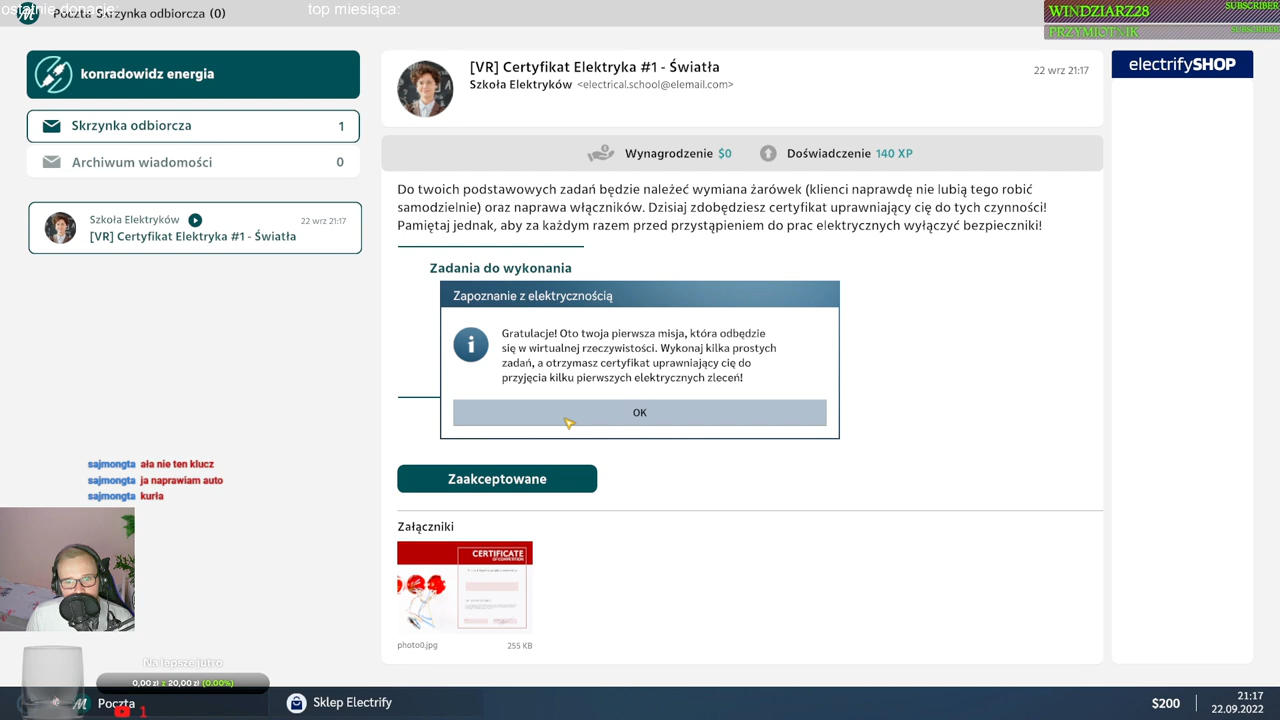 ostatnie donacje:
top miesiąca:
Poczta Skrzynka odbiorcza (0)
WINDZIARZ28
SUBSCRIBER
PRZYMIOTNIK
SUBSCRIBER
konradowidz energia
Skrzynka odbiorcza 1
Archiwum wiadomości 0
Szkoła Elektryków 22 wrz 21:17
[VR] Certyfikat Elektryka #1 - Światła
[VR] Certyfikat Elektryka #1 - Światła
Szkoła Elektryków <electrical.school@elemail.com>
22 wrz 21:17
electrifySHOP
Wynagrodzenie $0 Doświadczenie 140 XP
Do twoich podstawowych zadań będzie należeć wymiana żarówek (klienci naprawdę nie lubią tego robić
samodzielnie) oraz naprawa włączników. Dzisiaj zdobędziesz certyfikat uprawniający cię do tych czynności!
Pamiętaj jednak, aby za każdym razem przed przystąpieniem do prac elektrycznych wyłączyć bezpieczniki!
Zadania do wykonania
Zapoznanie z elektrycznością
Gratulacje! Oto twoja pierwsza misja, która odbędzie
się w wirtualnej rzeczywistości. Wykonaj kilka prostych
zadań, a otrzymasz certyfikat uprawniający cię do
przyjęcia kilku pierwszych elektrycznych zleceń!
OK
Zaakceptowane
Załączniki
CERTIFICATE
photo0.jpg 255 KB
sajmongta ała nie ten klucz
sajmongta ja naprawiam auto
sajmongta kurła
Na lepsze jutro
0,00 zł z 20,00 zł (0.00%)
Poczta
1
Sklep Electrify
$200
21:17
22.09.2022